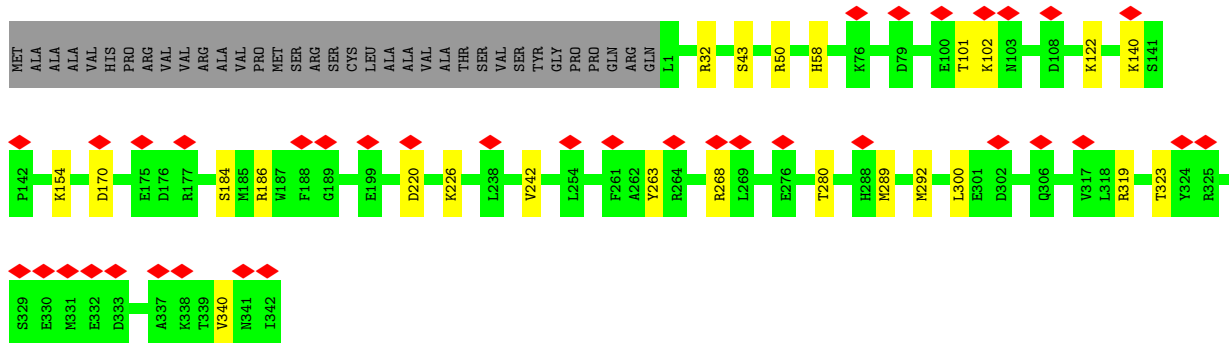 MET ALA ALA ALA ALA VAL HIS PRO ARG VAL VAL ARG ALA VAL PRO MET SER ARG SER CYS LEU ALA ALA VAL ALA THR SER VAL SER TYR GLY PRO PRO GLN ARG GLN L1 R32 S43 R50 H58 K76 D79 E100 T101 K102 N103 D108 K122 K140 S141
P142 K154 D170 E175 D176 R177 S184 M185 R186 W187 F188 G189 E199 D220 K226 L238 V242 L254 F261 A262 Y263 R264 R268 L269 E276 T280 H288 M289 M292 L300 E301 D302 Q306 V317 L318 R319 T323 Y324 R325
S329 E330 M331 E332 D333 A337 K338 T339 V340 N341 I342